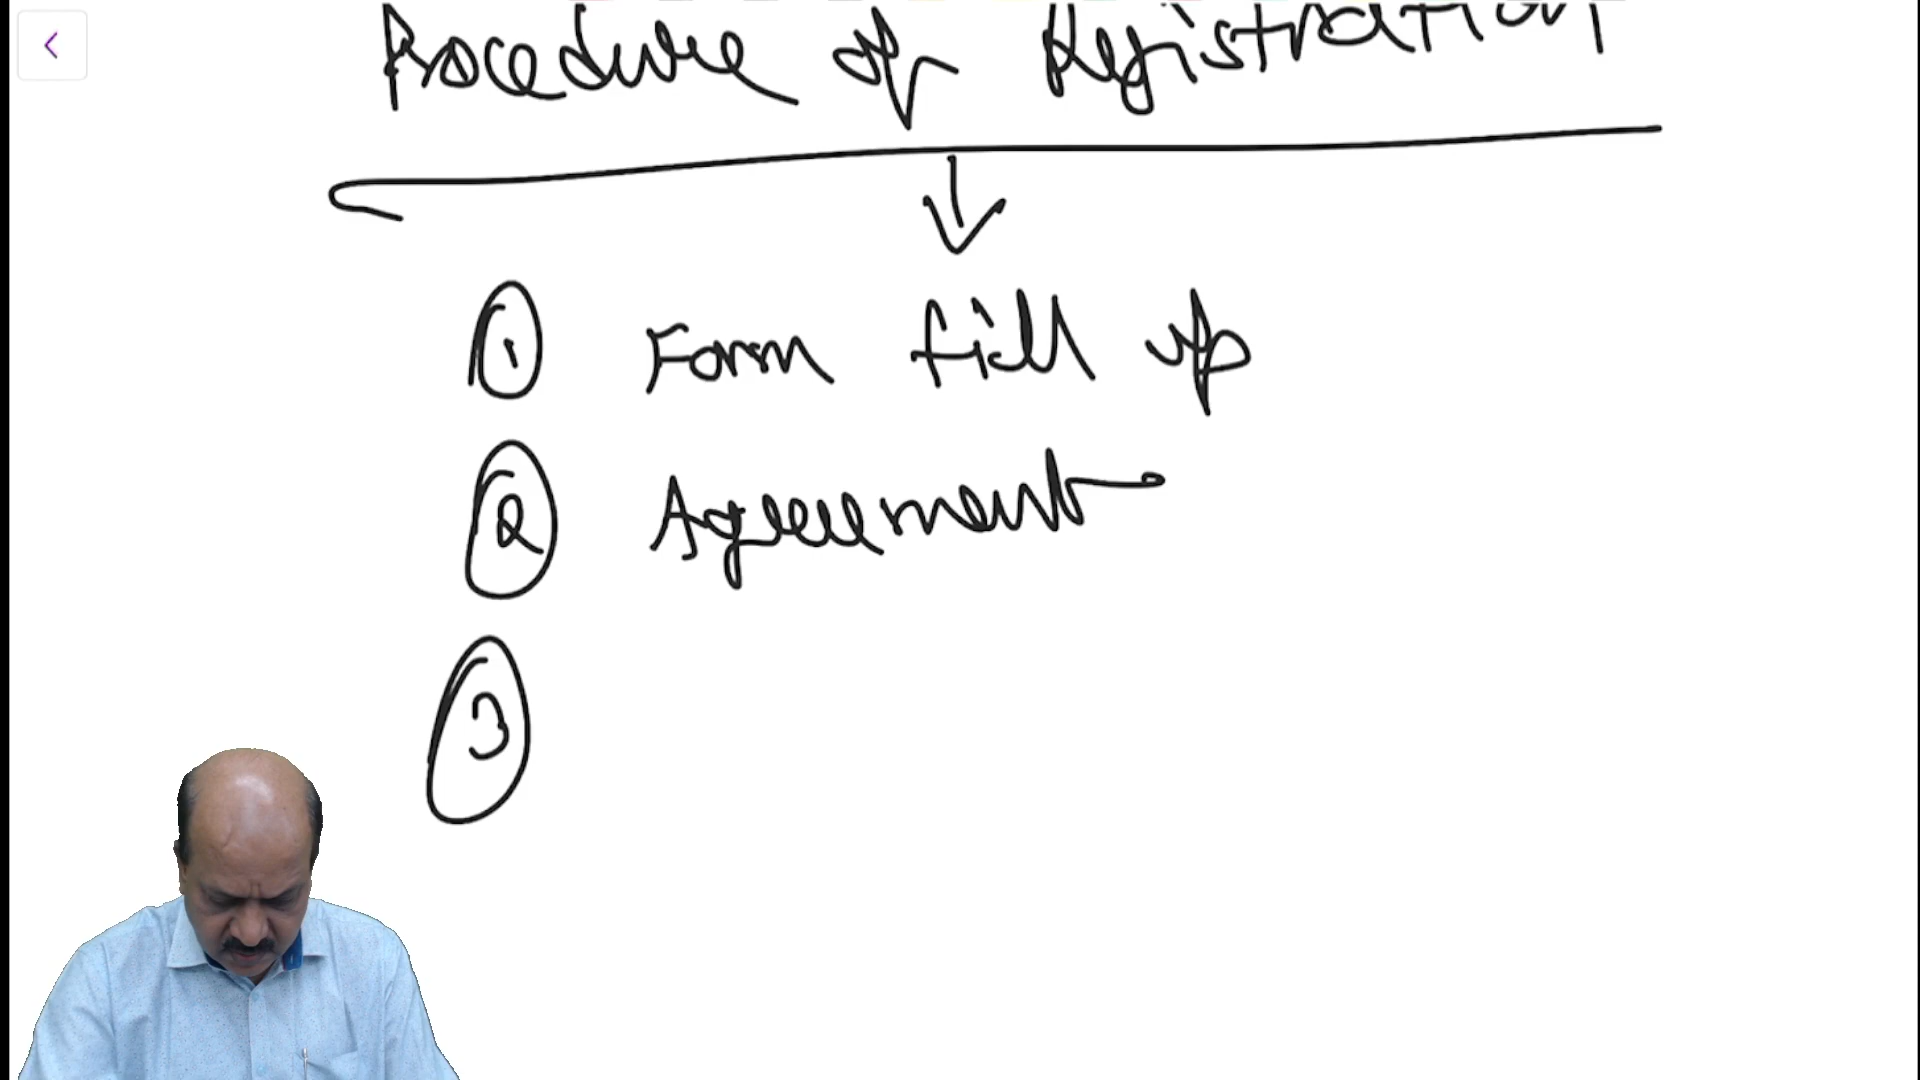 Procedure of Registration
1 Form fill up
2 Agreement
3